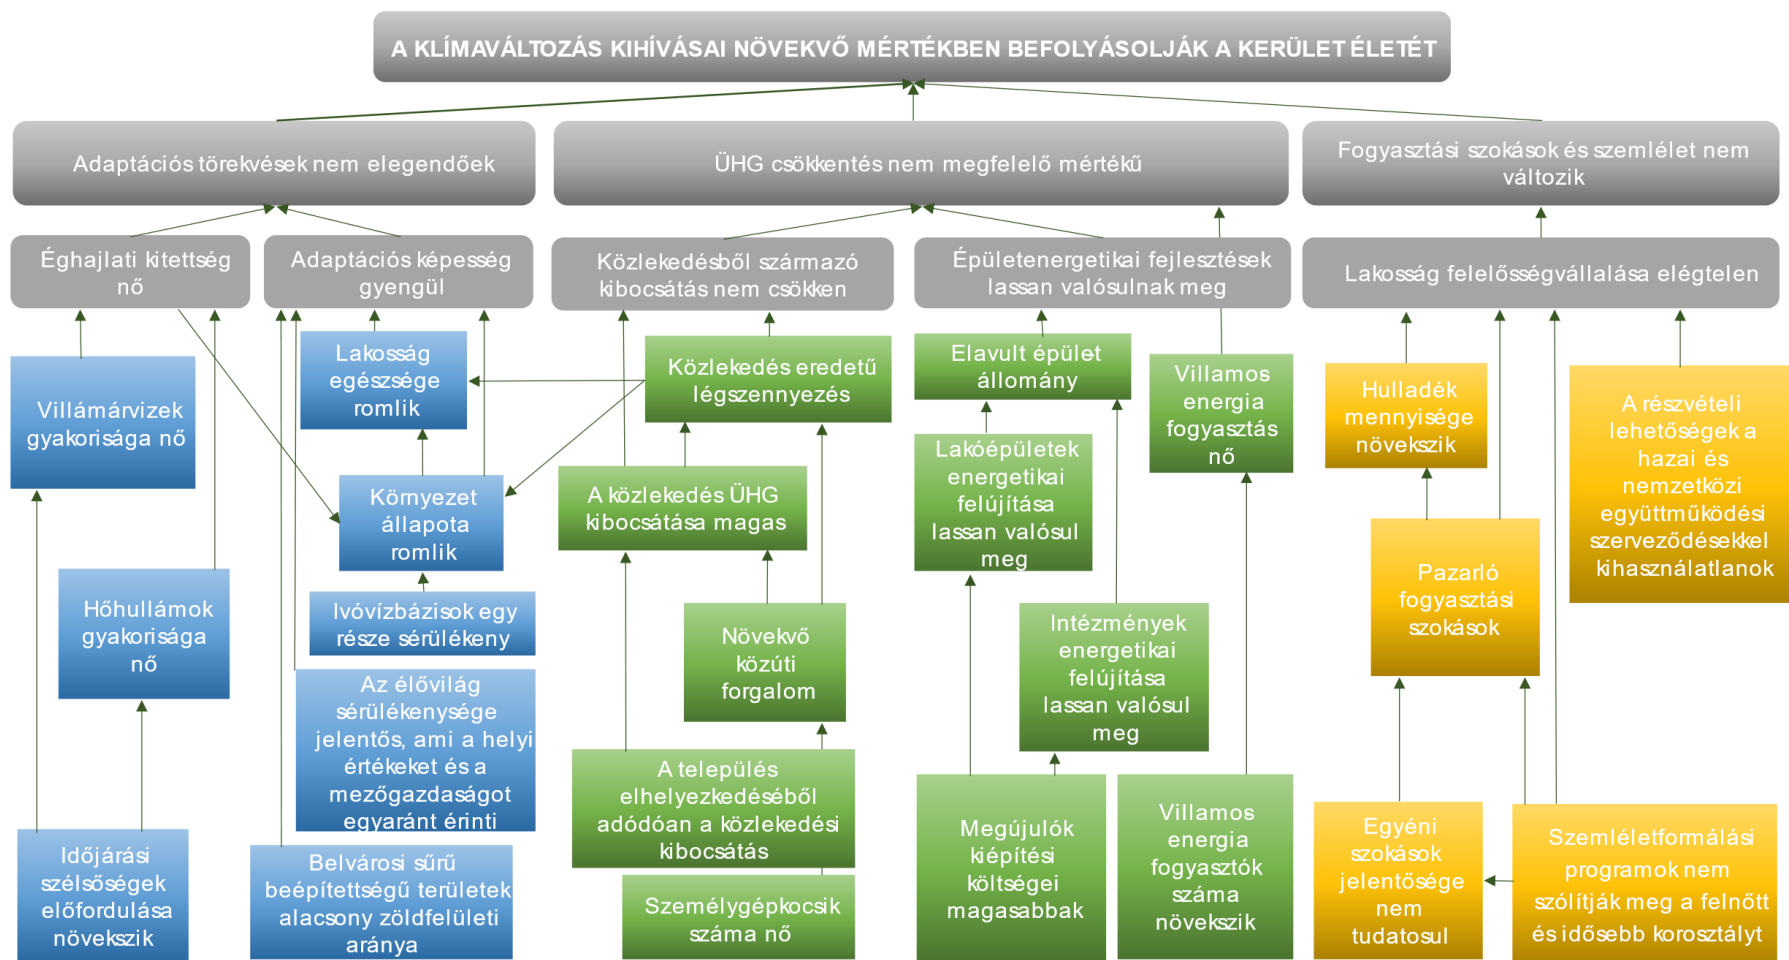 A KLÍMAVÁLTOZÁS KIHÍVÁSAI NÖVEKVŐ MÉRTÉKBEN BEFOLYÁSOLJÁK A KERÜLET ÉLETÉT
Adaptációs törekvések nem elegendőek
ÜHG csökkentés nem megfelelő mértékű
Fogyasztási szokások és szemlélet nem
változik
Éghajlati kitettség
nő
Adaptációs képesség
gyengül
Közlekedésből származó
kibocsátás nem csökken
Épületenergetikai fejlesztések
lassan valósulnak meg
Lakosság felelősségvállalása elégtelen
Villámárvizek
gyakorisága nő
Lakosság
egészsége
romlik
Közlekedés eredetű
légszennyezés
Elavult épület-
állomány
Villamos
energia
fogyasztás
nő
Hulladék
mennyisége
növekszik
A részvételi
lehetőségek a
hazai és
nemzetközi
együttműködési
szerveződésekkel
kihasználatlanok
Környezet
állapota
romlik
A közlekedés ÜHG
kibocsátása magas
Lakóépületek
energetikai
felújítása
lassan valósul
meg
Pazarló
fogyasztási
szokások
Hőhullámok
gyakorisága
nő
Ivóvízbázisok egy
része sérülékeny
Növekvő
közúti
forgalom
Intézmények
energetikai
felújítása
lassan valósul
meg
Az élővilág
sérülékenysége
jelentős, ami a helyi
értékeket és a
mezőgazdaságot
egyaránt érinti
A település
elhelyezkedéséből
adódóan a közlekedési
kibocsátás
Időjárási
szélsőségek
előfordulása
növekszik
Belvárosi sűrű
beépítettségű területek
alacsony zöldfelületi
aránya
Személygépkocsik
száma nő
Megújulók
kiépítési
költségei
magasabbak
Villamos
energia
fogyasztók
száma
növekszik
Egyéni
szokások
jelentősége
nem
tudatosul
Szemléletformálási
programok nem
szólítják meg a felnőtt
és idősebb korosztályt